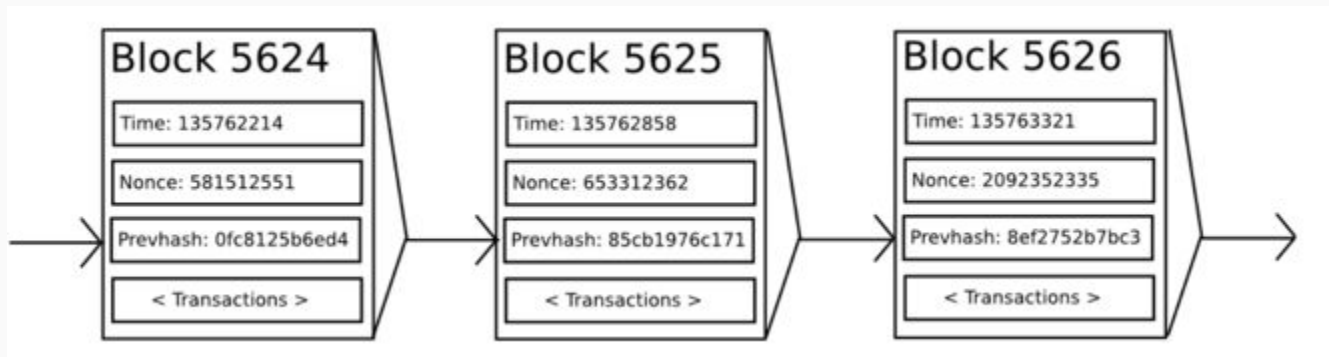 Block 5624
Time: 135762214
Nonce: 581512551
Prevhash: 0fc8125b6ed4
< Transactions >
Block 5625
Time: 135762858
Nonce: 653312362
Prevhash: 85cb1976c171
< Transactions >
Block 5626
Time: 135763321
Nonce: 2092352335
Prevhash: 8ef2752b7bc3
< Transactions >